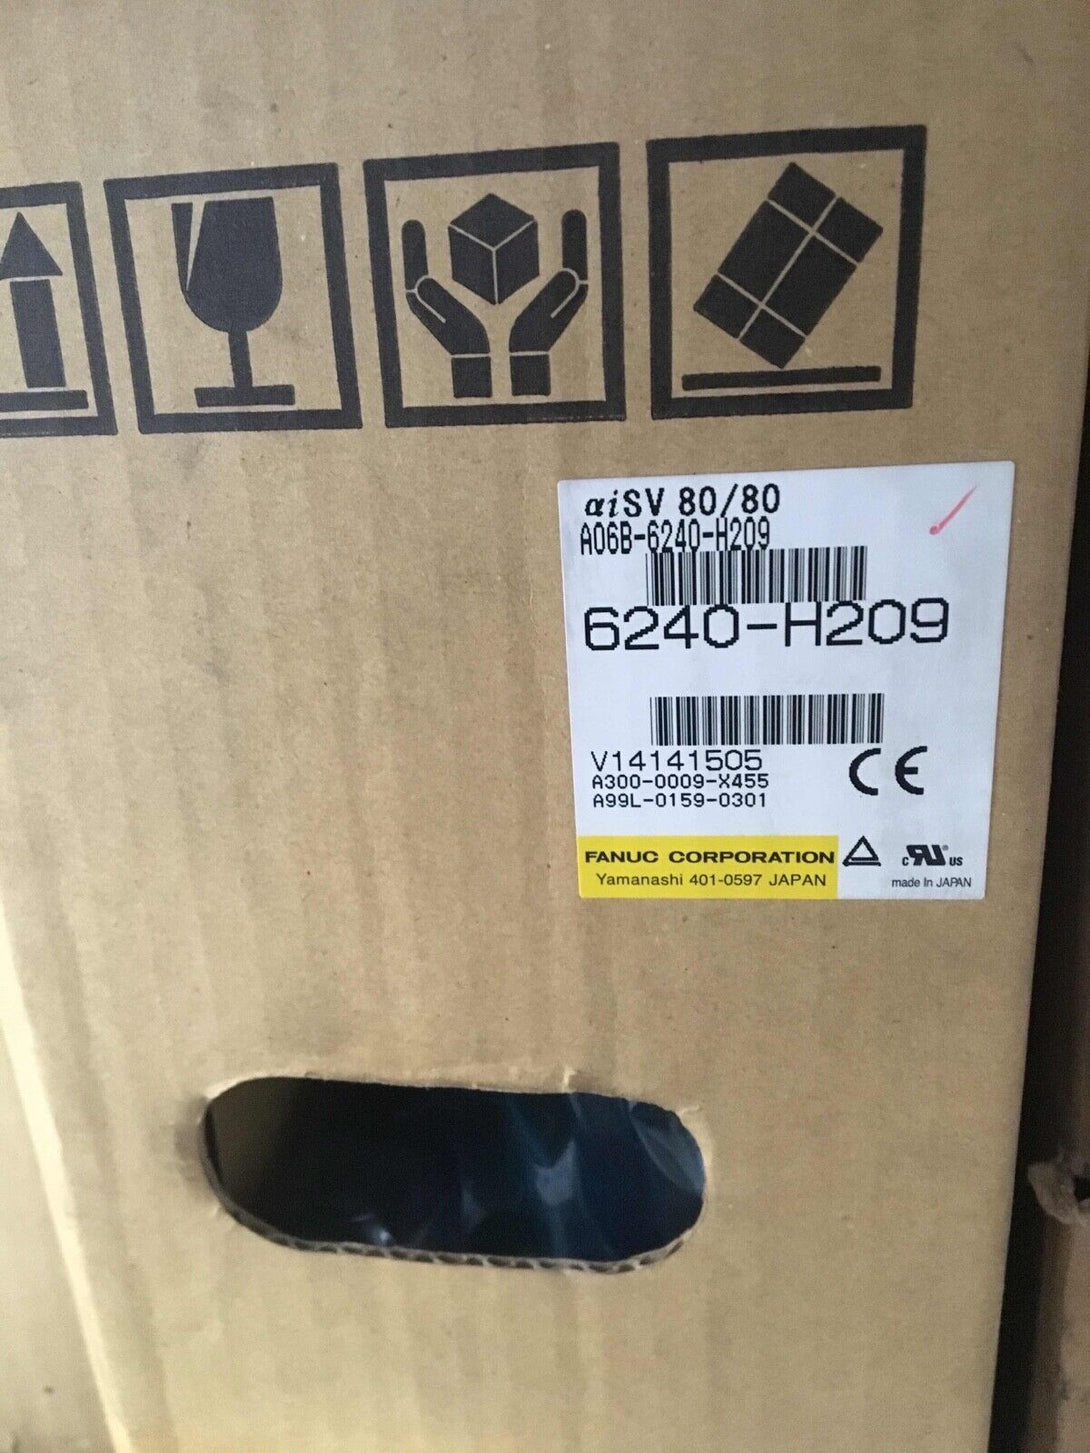 αiSV 80/80
A06B-6240-H209
6240-H209
V14141505
A300-0009-X455
A99L-0159-0301
CE
FANUC CORPORATION
Yamanashi 401-0597 JAPAN
c RU ® US
made In JAPAN